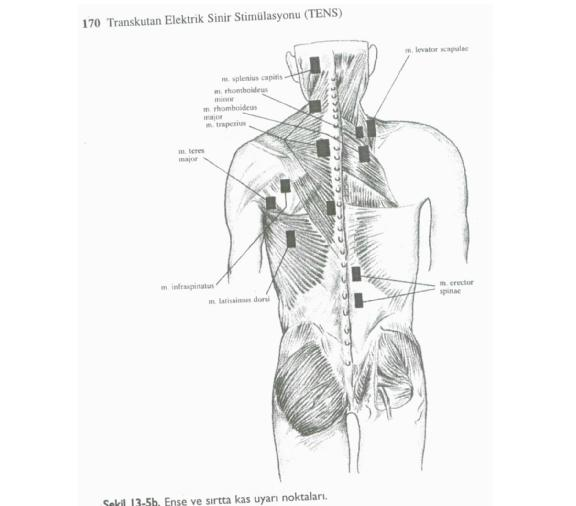 170 Transkutan Elektrik Sinir Stimülasyonu (TENS)
m. levator scapulae
m. splenius capitis
m. rhomboideus
minor
m. rhomboideus
major
m. trapezius
m. teres
major
m. infraspinatus
m. latissimus dorsi
m. erector
spinae
Şekil 13-5b. Ense ve sırtta kas uyarı noktaları.